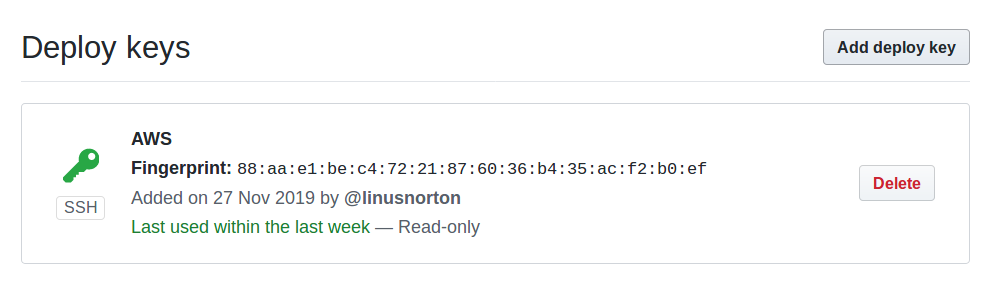 Deploy keys
Add deploy key
AWS
Fingerprint: 88:aa:e1:be:c4:72:21:87:60:36:b4:35:ac:f2:b0:ef
SSH
Added on 27 Nov 2019 by @linusnorton
Last used within the last week — Read-only
Delete